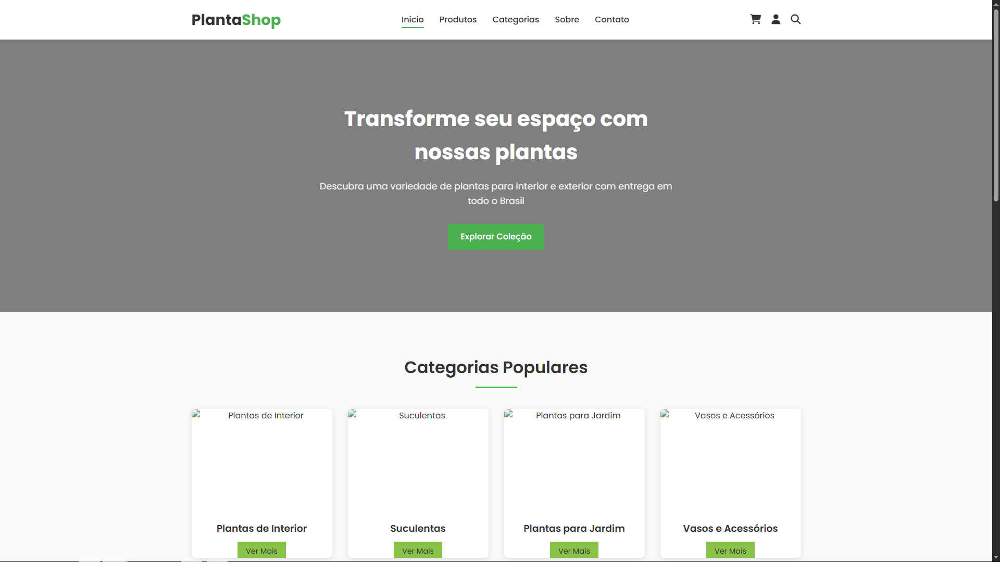 PlantaShop
Início
Produtos
Categorias
Sobre
Contato
Transforme seu espaço com
nossas plantas
Descubra uma variedade de plantas para interior e exterior com entrega em
todo o Brasil
Explorar Coleção
Categorias Populares
Plantas de Interior
Suculentas
Plantas para Jardim
Vasos e Acessórios
Plantas de Interior
Suculentas
Plantas para Jardim
Vasos e Acessórios
Ver Mais
Ver Mais
Ver Mais
Ver Mais